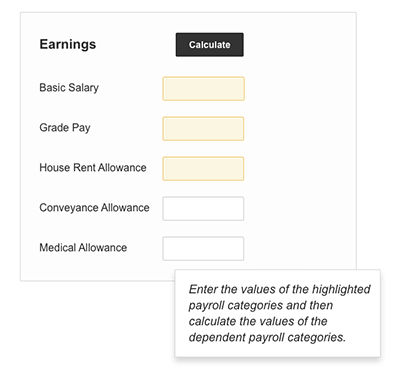 Earnings
Calculate
Basic Salary
Grade Pay
House Rent Allowance
Conveyance Allowance
Medical Allowance
Enter the values of the highlighted
payroll categories and then
calculate the values of the
dependent payroll categories.